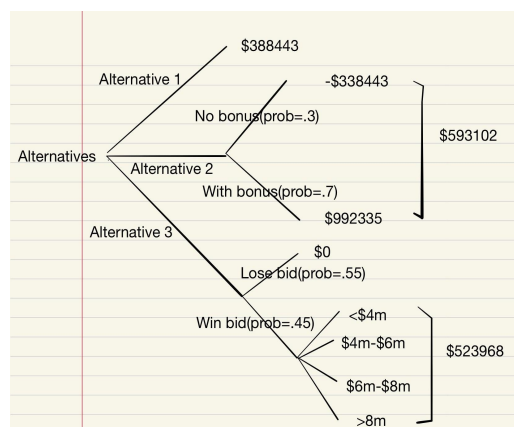 $388443
Alternative 1
-$338443
No bonus(prob=.3)
$593102
Alternatives
Alternative 2
With bonus(prob=.7)
$992335
Alternative 3
$0
Lose bid(prob=.55)
Win bid(prob=.45)
<$4m
$4m-$6m
$523968
$6m-$8m
>8m